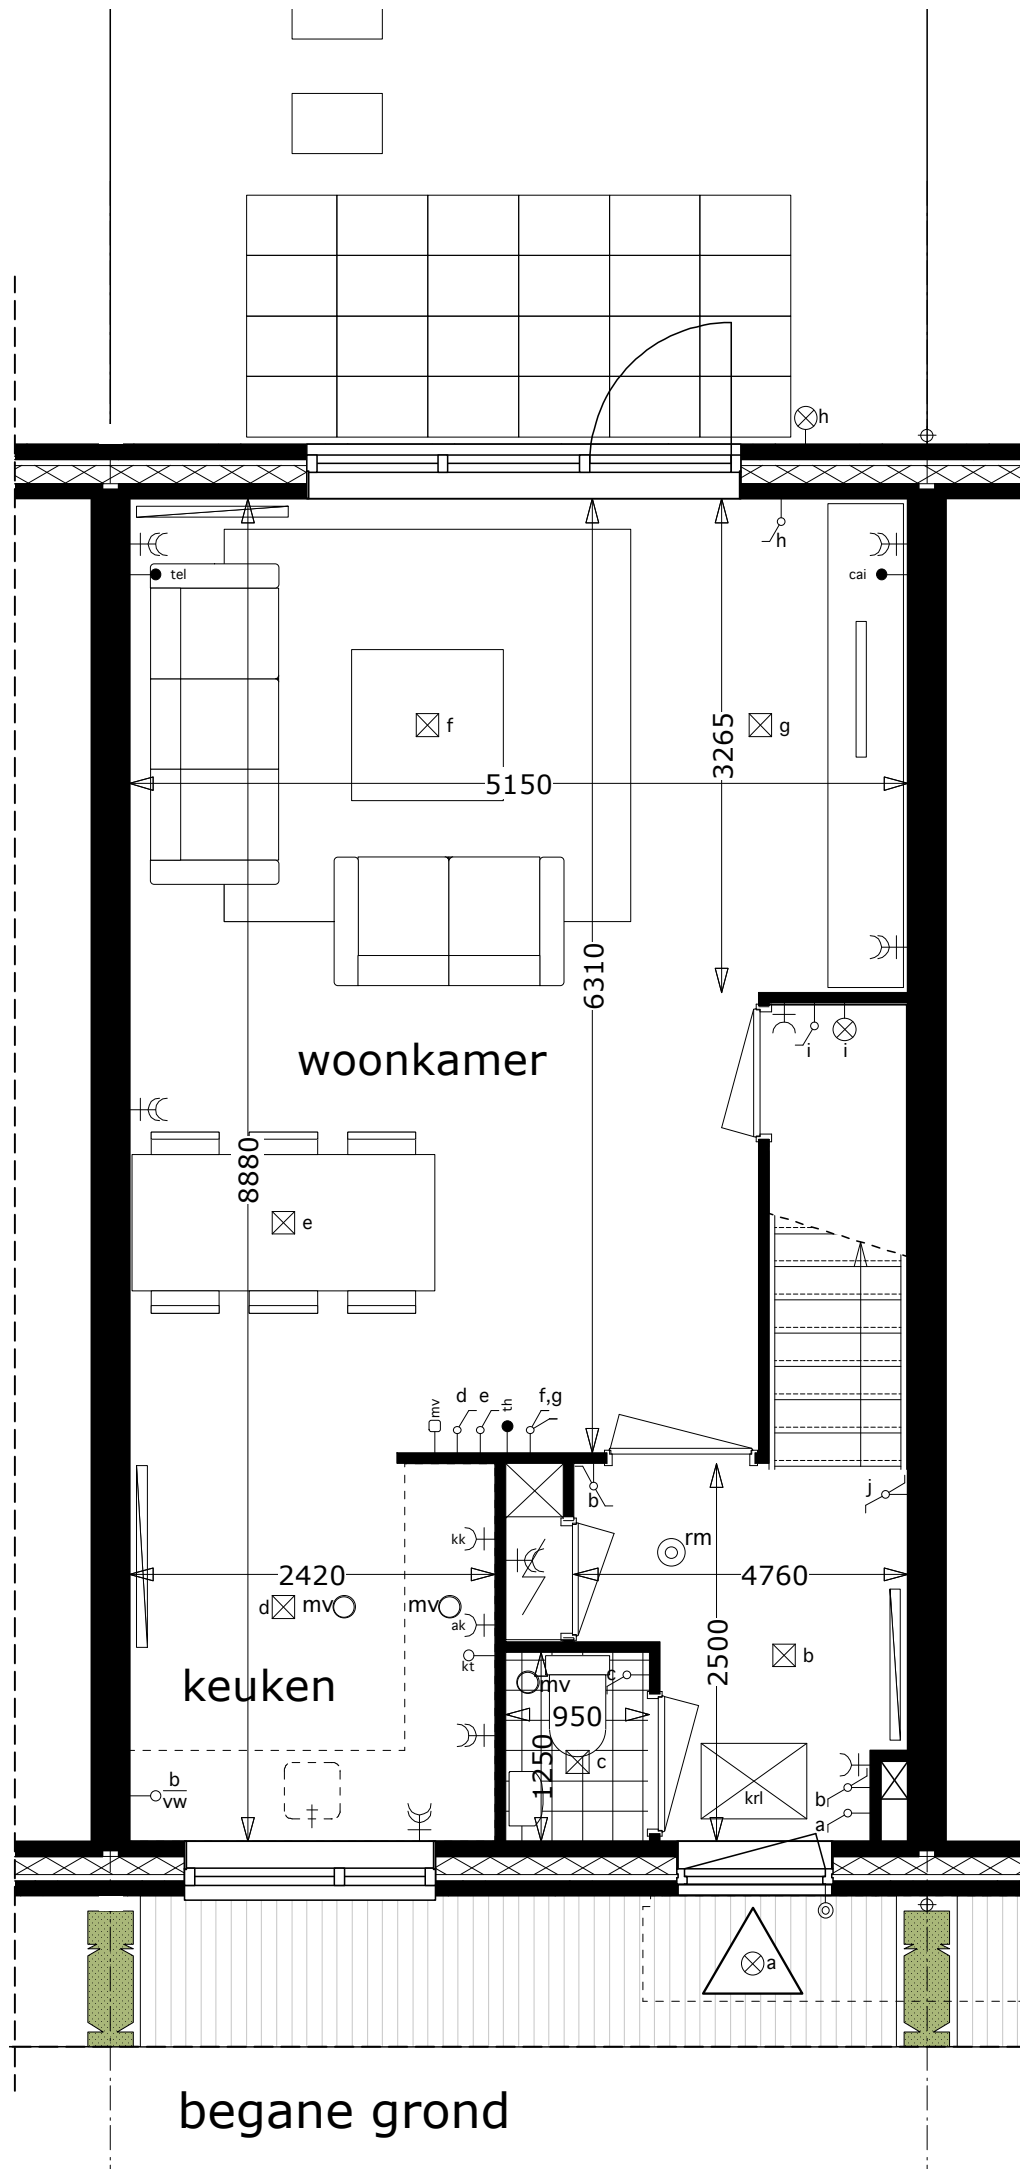 h
h
tel
cai
f
g
3265
5150
6310
woonkamer
i
i
8880
e
mv
d
e
th
f,g
b
j
kk
rm
2420
4760
d
mv
mv
ak
2500
b
kt
c
keuken
mv
950
1250
c
b
vw
krl
b
a
a
begane grond